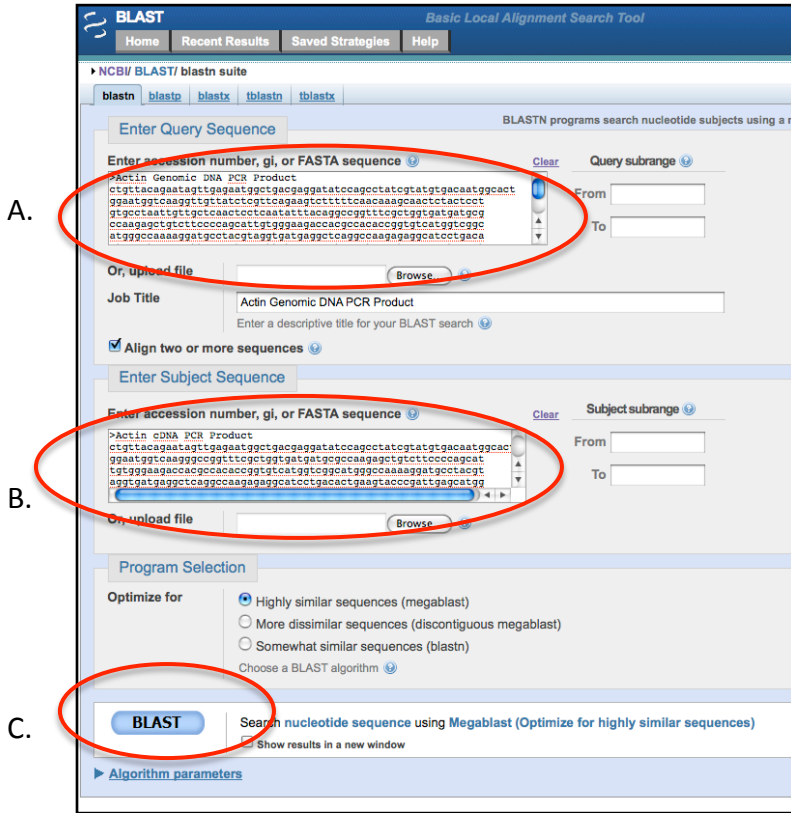 BLAST
Basic Local Alignment Search Tool
Home Recent Results Saved Strategies Help
NCBI/ BLAST/ blastn suite
blastn blastp blastx tblastn tblastx
BLASTN programs search nucleotide subjects using a
Enter Query Sequence
Enter accession number, gi, or FASTA sequence Clear Query subrange
A.
>Actin Genomic DNA PCR Product
ctgttacagaatagttgagaatggctgacgaggatatccagcctatcgtatgtgacaatggcact
ggaatggtcaaggttgttatctcgttcagaagtctttttcaacaaagcaactctactcct
gtgcctaattgttgctcaactcctcaatatttacaggccggtttcgctggtgatgatgcg
ccaagagctgtcttccccagcattgtgggaagaccacgccacaccggtgtcatggtcggc
atgggccaaaaggatgcctacgtaggtgatgaggctcaggccaagagaggcatcctgaca
From
To
Or, upload file Browse...
Job Title Actin Genomic DNA PCR Product
Enter a descriptive title for your BLAST search
Align two or more sequences
Enter Subject Sequence
Enter accession number, gi, or FASTA sequence Clear Subject subrange
B.
>Actin cDNA PCR Product
ctgttacagaatagttgagaatggctgacgaggatatccagcctatcgtatgtgacaatggcact
ggaatggtcaagggccggtttcgctggtgatgatgcgccaagagctgtcttccccagcat
tgtgggaagaccacgccacaccggtgtcatggtcggcatgggccaaaaggatgcctacgt
aggtgatgaggctcaggccaagagaggcatcctgacactgaagtacccgattgagcatgg
From
To
Or, upload file Browse...
Program Selection
Optimize for
Highly similar sequences (megablast)
More dissimilar sequences (discontiguous megablast)
Somewhat similar sequences (blastn)
Choose a BLAST algorithm
C.
BLAST
Search nucleotide sequence using Megablast (Optimize for highly similar sequences)
Show results in a new window
Algorithm parameters